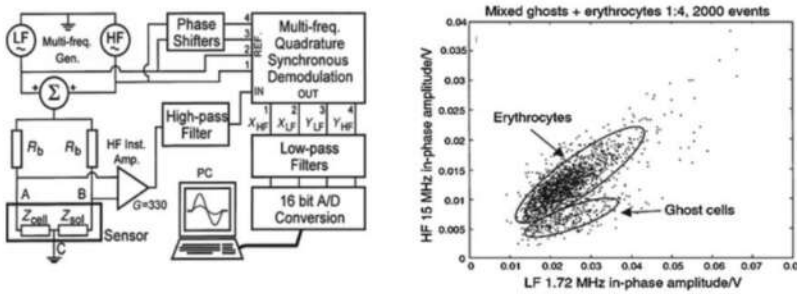 LF
HF
Multi-freq.
Gen.
Phase
Shifters
4
3
2
1
REF.
IN
Multi-freq.
Quadrature
Synchronous
Demodulation
OUT
1 2 3 4
X_HF X_LF Y_LF Y_HF
+ Σ +
High-pass
Filter
Low-pass
Filters
16 bit A/D
Conversion
R_b R_b
HF Inst.
Amp.
G=330
PC
A B
Z_cell Z_sol
C
Sensor
Mixed ghosts + erythrocytes 1:4, 2000 events
HF 15 MHz in-phase amplitude/V
0.04
0.035
0.03
0.025
0.02
0.015
0.01
0.005
0
Erythrocytes
Ghost cells
0 0.01 0.02 0.03 0.04 0.05 0.06 0.07 0.08
LF 1.72 MHz in-phase amplitude/V